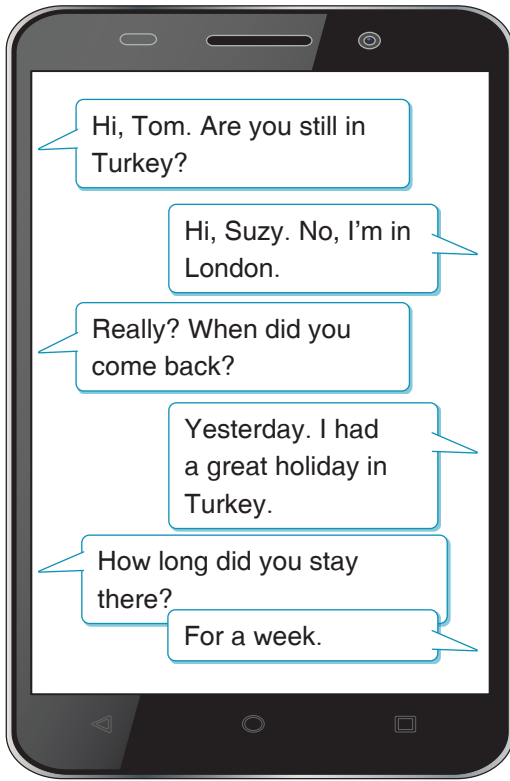 Hi, Tom. Are you still in
Turkey?
Hi, Suzy. No, I’m in
London.
Really? When did you
come back?
Yesterday. I had
a great holiday in
Turkey.
How long did you stay
there?
For a week.